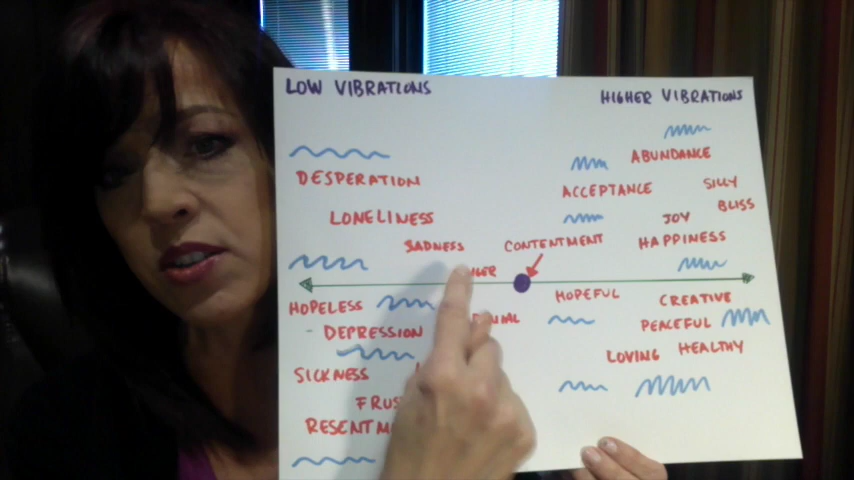 LOW VIBRATIONS
HIGHER VIBRATIONS
DESPERATION
LONELINESS
SADNESS
ABUNDANCE
ACCEPTANCE
SILLY
BLISS
JOY
CONTENTMENT
HAPPINESS
HOPELESS
DEPRESSION
SICKNESS
HOPEFUL
CREATIVE
PEACEFUL
LOVING
HEALTHY